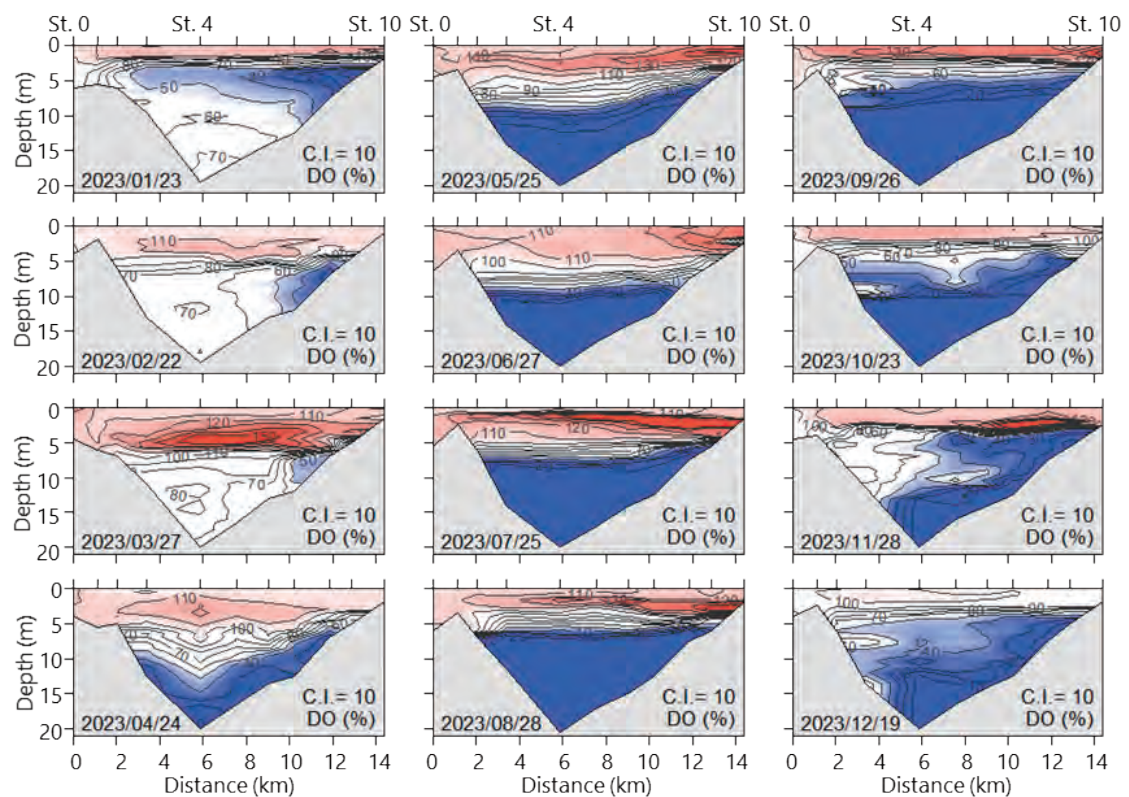 St. 0 St. 4 St. 10 St. 0 St. 4 St. 10 St. 0 St. 4 St. 10
Depth (m) 0 5 10 15 20
2023/01/23 C.I.= 10 DO (%)
50 60 70
2023/05/25 C.I.= 10 DO (%)
110 110 90 80
2023/09/26 C.I.= 10 DO (%)
60
Depth (m) 0 5 10 15 20
2023/02/22 C.I.= 10 DO (%)
110 80 70 60 70
2023/06/27 C.I.= 10 DO (%)
110 100 110
2023/10/23 C.I.= 10 DO (%)
100 80 60
Depth (m) 0 5 10 15 20
2023/03/27 C.I.= 10 DO (%)
110 120 100 110 80 70
2023/07/25 C.I.= 10 DO (%)
110 120 110
2023/11/28 C.I.= 10 DO (%)
100
Depth (m) 0 5 10 15 20
2023/04/24 C.I.= 10 DO (%)
110 100 70
2023/08/28 C.I.= 10 DO (%)
110
2023/12/19 C.I.= 10 DO (%)
100 70 80 90
0 2 4 6 8 10 12 14 0 2 4 6 8 10 12 14 0 2 4 6 8 10 12 14
Distance (km) Distance (km) Distance (km)